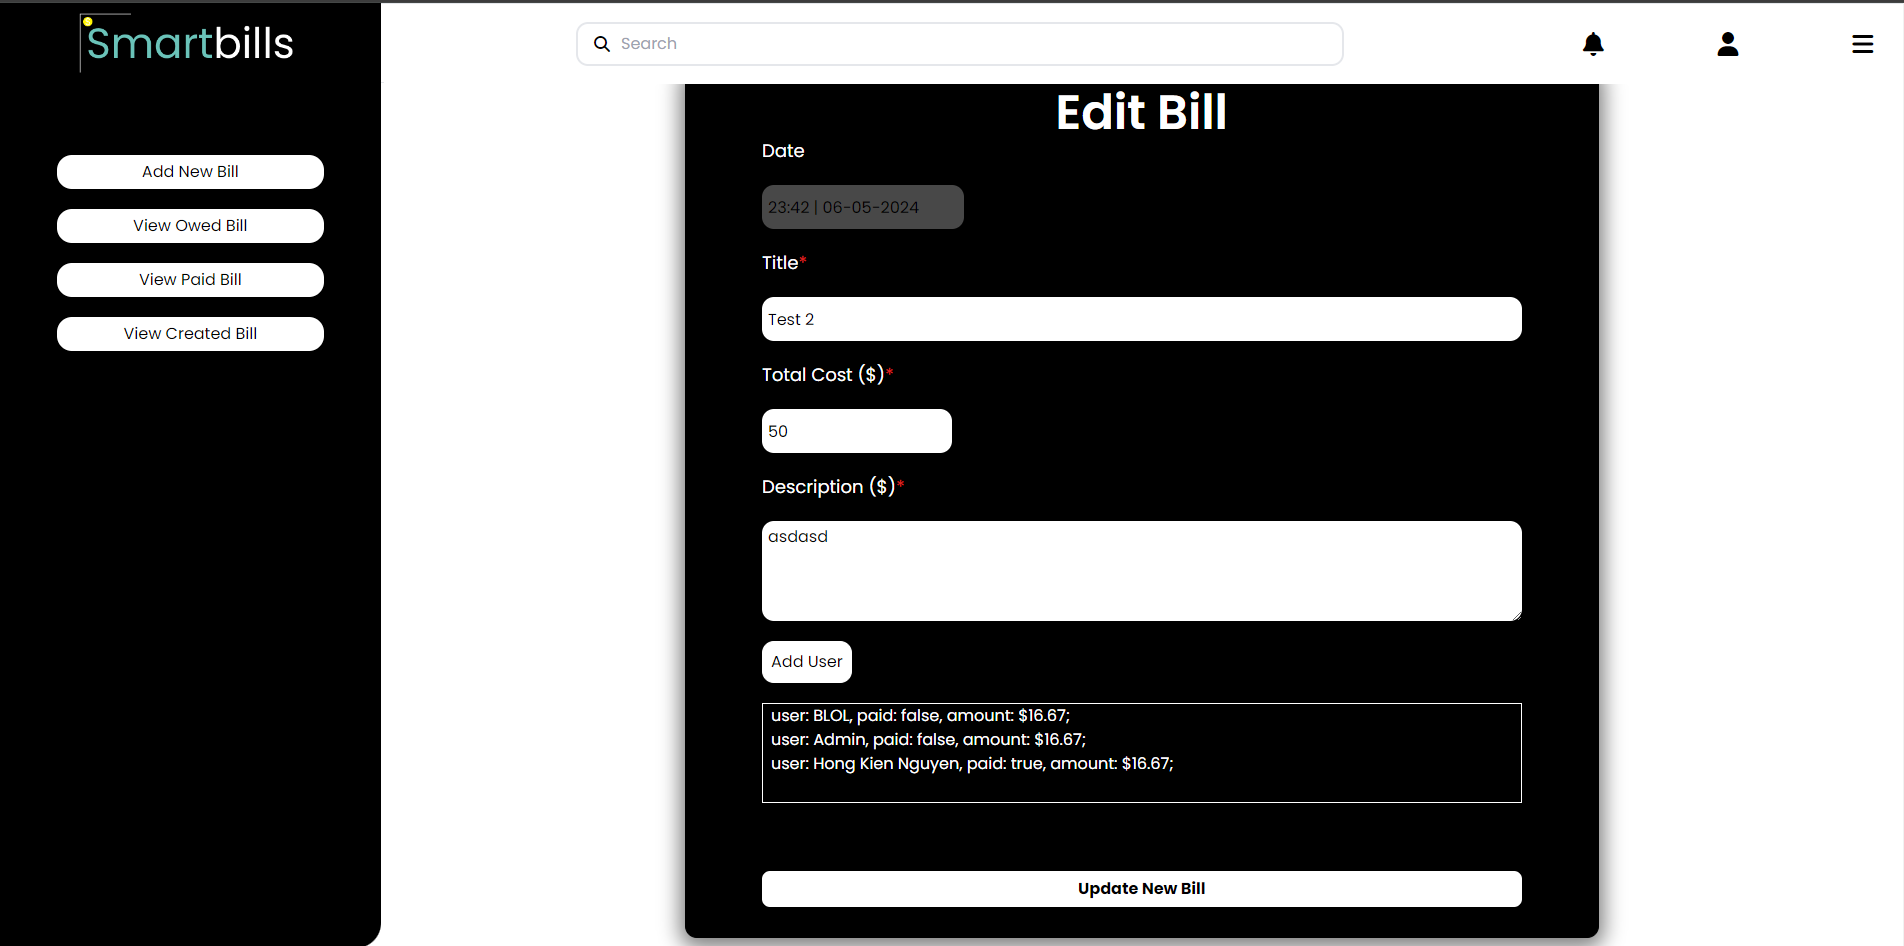 Smartbills
Search
Add New Bill
View Owed Bill
View Paid Bill
View Created Bill
Edit Bill
Date
23:42 | 06-05-2024
Title*
Test 2
Total Cost ($)*
50
Description ($)*
asdasd
Add User
user: BLOL, paid: false, amount: $16.67;
user: Admin, paid: false, amount: $16.67;
user: Hong Kien Nguyen, paid: true, amount: $16.67;
Update New Bill